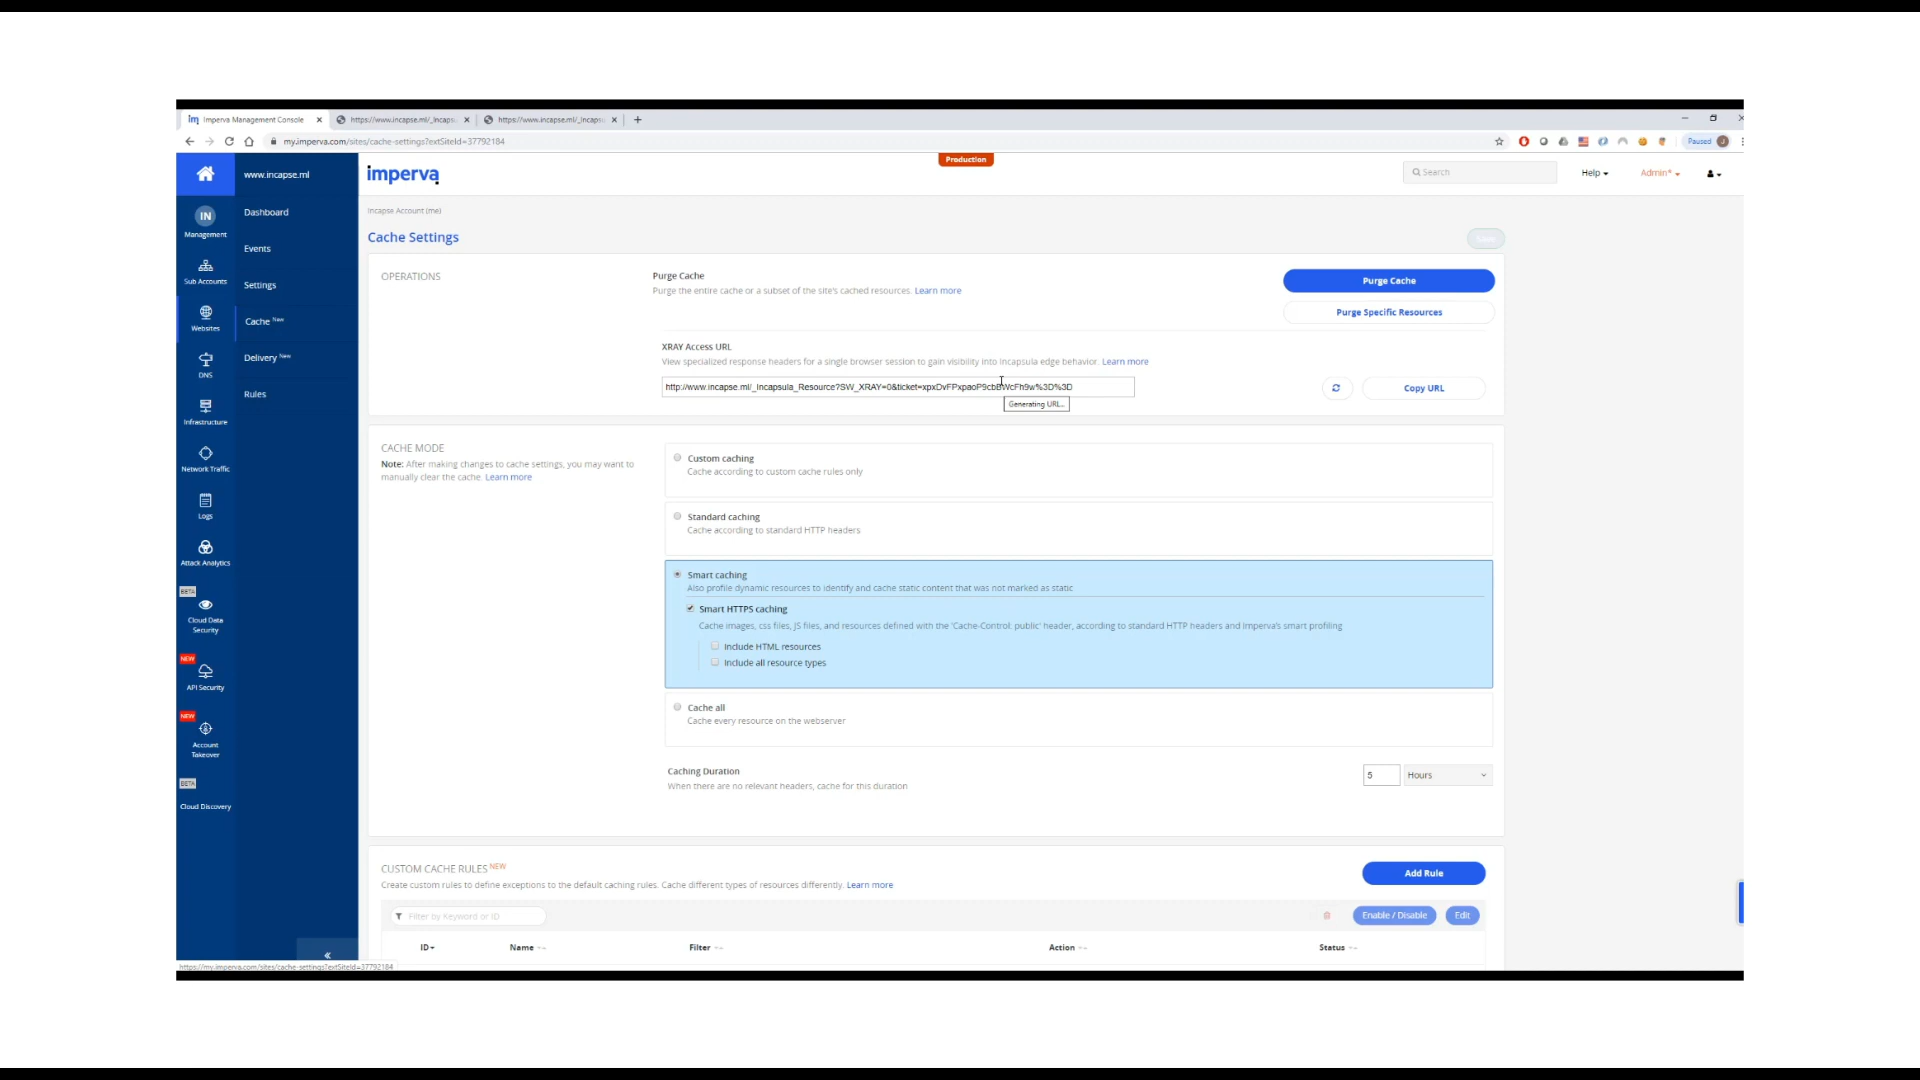 Imperva Management Console
https://www.incapse.ml/_Incaps
https://www.incapse.ml/_Incaps
my.imperva.com/sites/cache-settings?extSiteId=37792184
Paused
www.incapse.ml
imperva
Production
Search
Help
Admin*
Dashboard
IN
Management
Incapse Account (me)
Cache Settings
Events
Sub Accounts
OPERATIONS
Purge Cache
Purge the entire cache or a subset of the site's cached resources. Learn more
Purge Cache
Settings
Purge Specific Resources
Cache New
Websites
XRAY Access URL
View specialized response headers for a single browser session to gain visibility into Incapsula edge behavior. Learn more
Delivery New
DNS
http://www.incapse.ml/_Incapsula_Resource?SW_XRAY=0&ticket=xpxDvFPxpaoP9cbBWcFh9w%3D%3D
Copy URL
Generating URL...
Rules
Infrastructure
CACHE MODE
Note: After making changes to cache settings, you may want to
manually clear the cache. Learn more
Custom caching
Cache according to custom cache rules only
Network Traffic
Logs
Standard caching
Cache according to standard HTTP headers
Attack Analytics
Smart caching
Also profile dynamic resources to identify and cache static content that was not marked as static
BETA
Cloud Data
Security
Smart HTTPS caching
Cache images, css files, JS files, and resources defined with the 'Cache-Control: public' header, according to standard HTTP headers and Imperva's smart profiling
Include HTML resources
Include all resource types
NEW
API Security
NEW
Account
Takeover
Cache all
Cache every resource on the webserver
BETA
Cloud Discovery
Caching Duration
When there are no relevant headers, cache for this duration
5
Hours
CUSTOM CACHE RULES NEW
Create custom rules to define exceptions to the default caching rules. Cache different types of resources differently. Learn more
Add Rule
Filter by Keyword or ID
Enable / Disable
Edit
ID
Name
Filter
Action
Status
https://my.imperva.com/sites/cache-settings?extSiteId=37792184